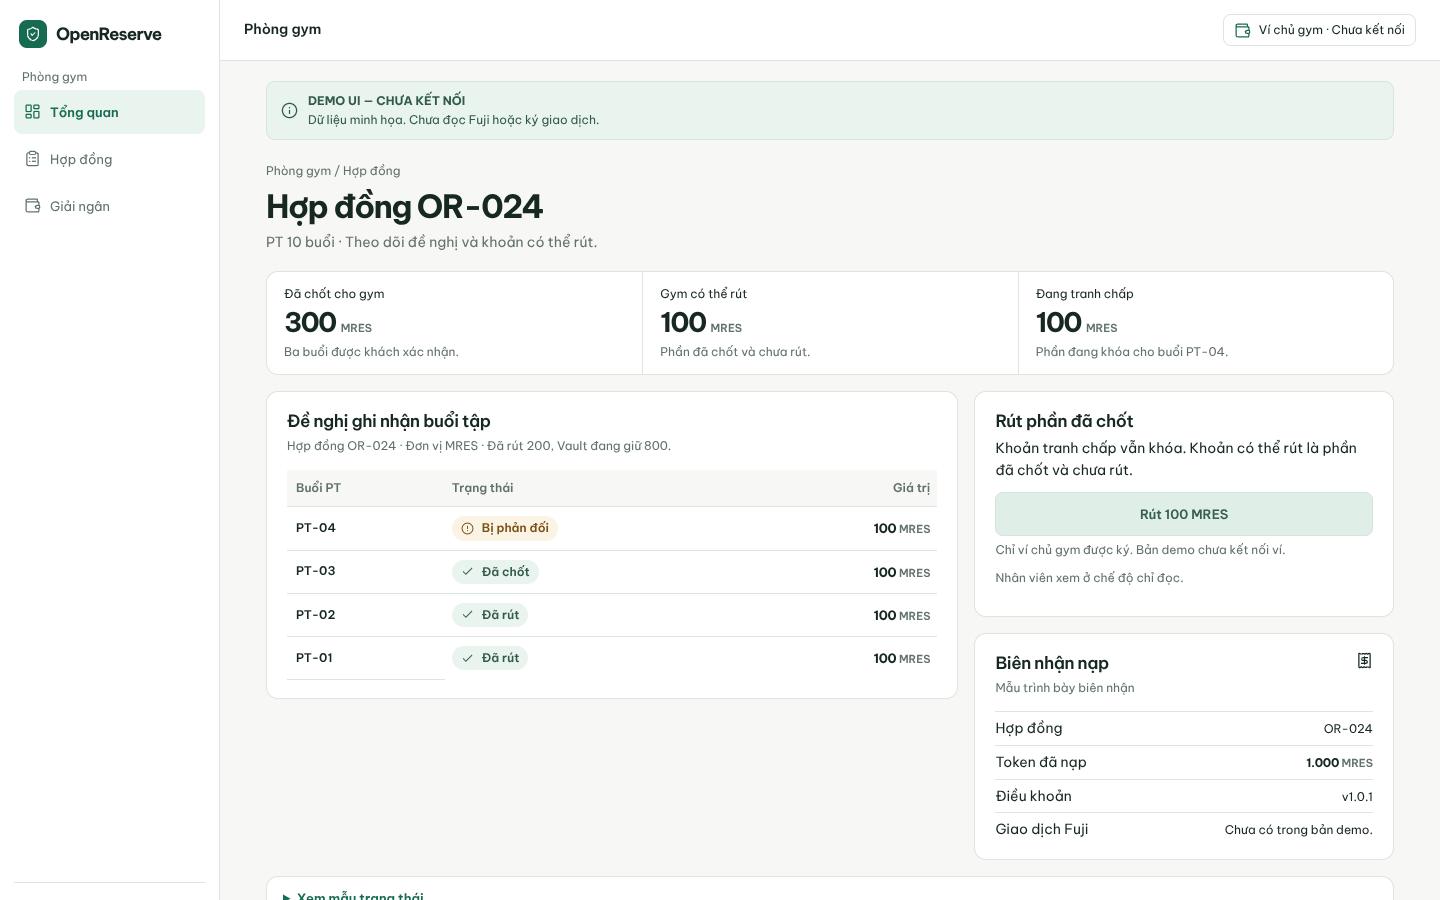 OpenReserve
Phòng gym
Tổng quan
Hợp đồng
Giải ngân
Phòng gym
Ví chủ gym · Chưa kết nối
DEMO UI — CHƯA KẾT NỐI
Dữ liệu minh họa. Chưa đọc Fuji hoặc ký giao dịch.
Phòng gym / Hợp đồng
Hợp đồng OR-024
PT 10 buổi · Theo dõi đề nghị và khoản có thể rút.
Đã chốt cho gym
300 MRES
Ba buổi được khách xác nhận.
Gym có thể rút
100 MRES
Phần đã chốt và chưa rút.
Đang tranh chấp
100 MRES
Phần đang khóa cho buổi PT-04.
Đề nghị ghi nhận buổi tập
Hợp đồng OR-024 · Đơn vị MRES · Đã rút 200, Vault đang giữ 800.
Buổi PT Trạng thái Giá trị
PT-04 Bị phản đối 100 MRES
PT-03 Đã chốt 100 MRES
PT-02 Đã rút 100 MRES
PT-01 Đã rút 100 MRES
Rút phần đã chốt
Khoản tranh chấp vẫn khóa. Khoản có thể rút là phần
đã chốt và chưa rút.
Rút 100 MRES
Chỉ ví chủ gym được ký. Bản demo chưa kết nối ví.
Nhân viên xem ở chế độ chỉ đọc.
Biên nhận nạp
Mẫu trình bày biên nhận
Hợp đồng OR-024
Token đã nạp 1.000 MRES
Điều khoản v1.0.1
Giao dịch Fuji Chưa có trong bản demo.
Xem mẫu trạng thái